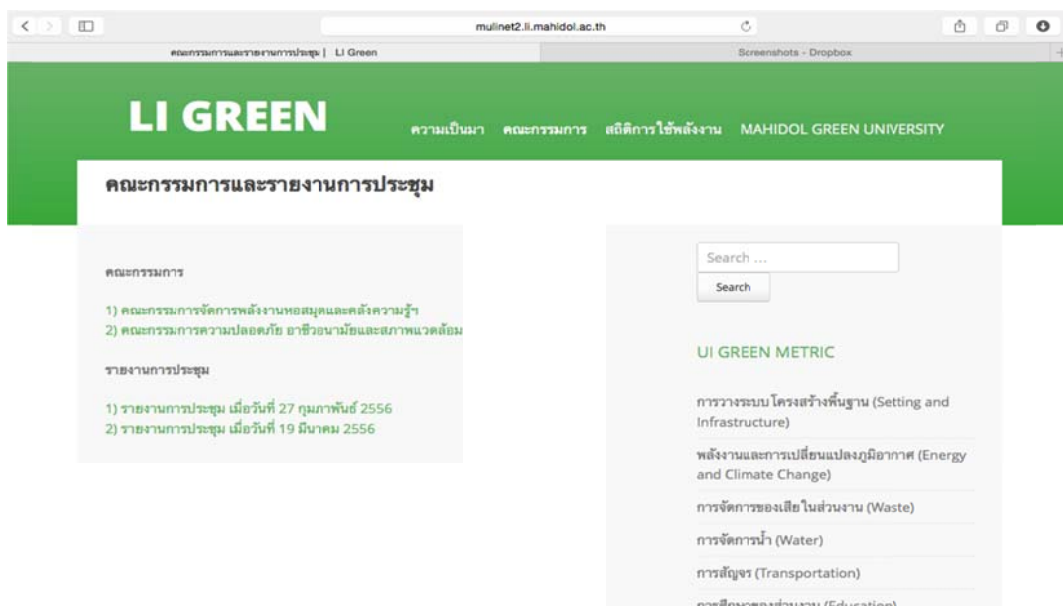 mulinet2.li.mahidol.ac.th
คณะกรรมการและรายงานการประชุม | LI Green
Screenshots - Dropbox
LI GREEN
ความเป็นมา คณะกรรมการ สถิติการใช้พลังงาน MAHIDOL GREEN UNIVERSITY
คณะกรรมการและรายงานการประชุม
คณะกรรมการ
1) คณะกรรมการจัดการพลังงานหอสมุดและคลังความรู้ฯ
2) คณะกรรมการความปลอดภัย อาชีวอนามัยและสภาพแวดล้อม
รายงานการประชุม
1) รายงานการประชุม เมื่อวันที่ 27 กุมภาพันธ์ 2556
2) รายงานการประชุม เมื่อวันที่ 19 มีนาคม 2556
Search ...
Search
UI GREEN METRIC
การวางระบบโครงสร้างพื้นฐาน (Setting and
Infrastructure)
พลังงานและการเปลี่ยนแปลงภูมิอากาศ (Energy
and Climate Change)
การจัดการของเสียในส่วนงาน (Waste)
การจัดการน้ำ (Water)
การสัญจร (Transportation)
การศึกษาของส่วนงาน (Education)